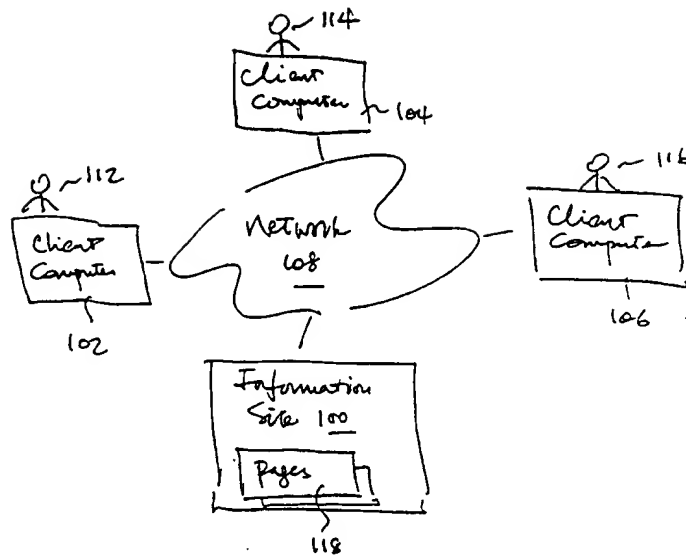 114
Client
Computer
104
112
Client
Computer
102
Network
108
116
Client
Computer
106
Information
Site 100
Pages
118